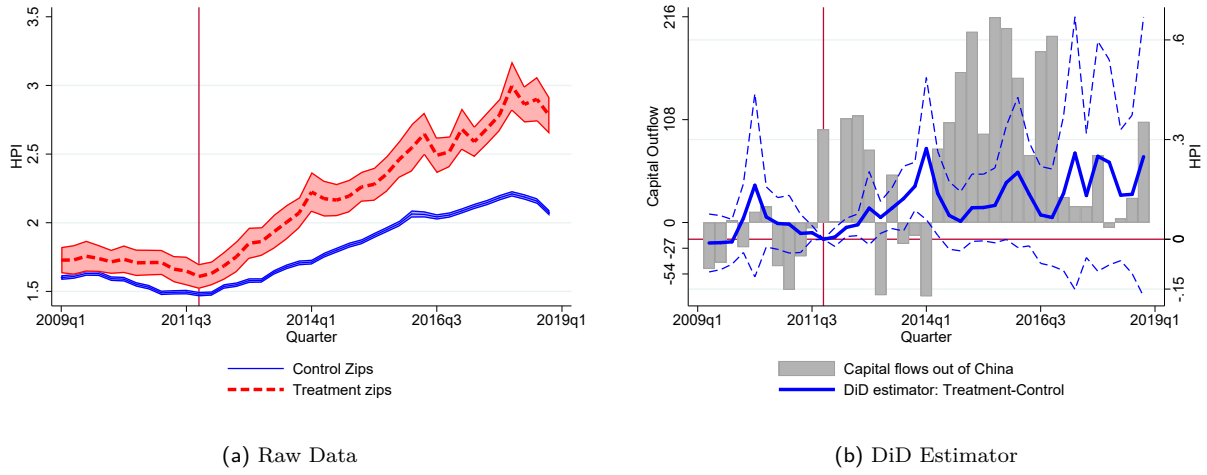 HPI
3.5
3
2.5
2
1.5
2009q1
2011q3
2014q1
2016q3
2019q1
Quarter
Control Zips
Treatment zips
(a) Raw Data
Capital Outflow
216
108
0
-27
-54
HPI
.6
.3
0
-.15
2009q1
2011q3
2014q1
2016q3
2019q1
Quarter
Capital flows out of China
DiD estimator: Treatment-Control
(b) DiD Estimator